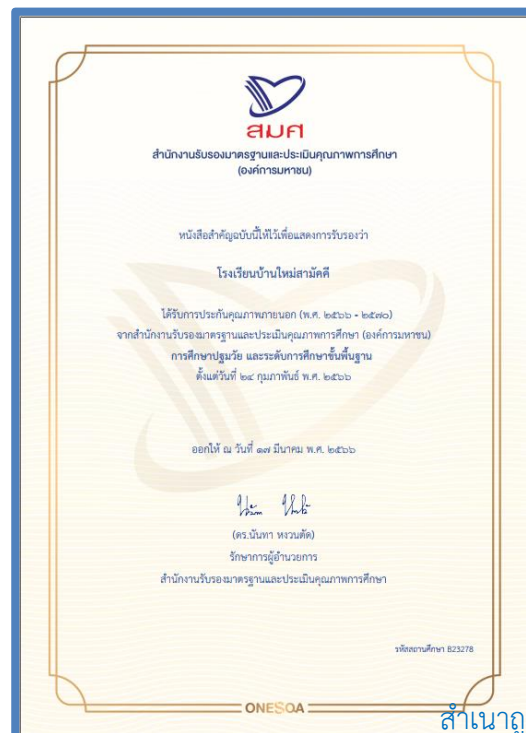 สมศ
สำนักงานรับรองมาตรฐานและประเมินคุณภาพการศึกษา
(องค์การมหาชน)
หนังสือสำคัญฉบับนี้ให้ไว้เพื่อแสดงการรับรองว่า
โรงเรียนบ้านใหม่สามัคคี
ได้รับการประกันคุณภาพภายนอก (พ.ศ. ๒๕๖๖ - ๒๕๗๐)
จากสำนักงานรับรองมาตรฐานและประเมินคุณภาพการศึกษา (องค์การมหาชน)
การศึกษาปฐมวัย และระดับการศึกษาขั้นพื้นฐาน
ตั้งแต่วันที่ ๒๔ กุมภาพันธ์ พ.ศ. ๒๕๖๖
ออกให้ ณ วันที่ ๑๗ มีนาคม พ.ศ. ๒๕๖๖
(ดร.นันทา หงวนตัด)
รักษาการผู้อำนวยการ
สำนักงานรับรองมาตรฐานและประเมินคุณภาพการศึกษา
รหัสสถานศึกษา B23278
ONESQA
สำเนาถู